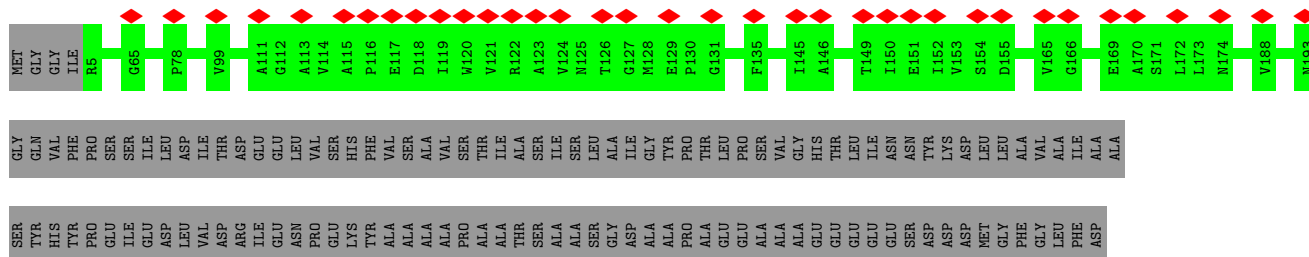 MET GLY GLY ILE R5 G65 P78 V99 A111 G112 A113 V114 A115 P116 E117 D118 I119 W120 V121 R122 A123 V124 N125 T126 G127 M128 E129 P130 G131 F135 I145 A146 T149 I150 E151 I152 V153 S154 D155 V165 G166 E169 A170 S171 L172 L173 N174 V188 N193
GLY GLN VAL PHE PRO SER SER ILE LEU ASP ILE THR ASP GLU GLU LEU VAL SER HIS PHE VAL SER ALA VAL SER THR ILE ALA SER ILE SER LEU ALA ILE GLY TYR PRO THR LEU PRO SER VAL GLY HIS THR LEU ILE ASN ASN TYR LYS ASP LEU LEU ALA VAL ALA ILE ALA ALA
SER TYR HIS TYR PRO GLU ILE GLU ASP LEU VAL ASP ARG ILE GLU ASN PRO GLU LYS TYR ALA ALA ALA ALA PRO ALA ALA THR SER ALA ALA SER GLY ASP ALA ALA PRO ALA GLU GLU ALA ALA ALA GLU GLU GLU GLU GLU SER ASP ASP ASP MET GLY PHE GLY LEU PHE ASP